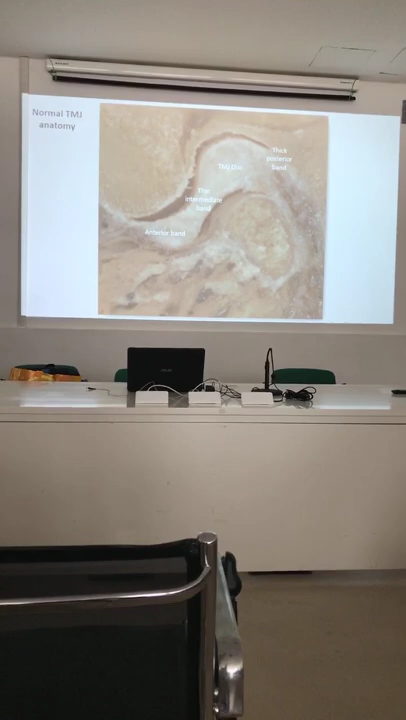 Normal TMJ
anatomy
Thick
posterior
band
TMJ Disc
Thin
intermediate
band
Anterior band